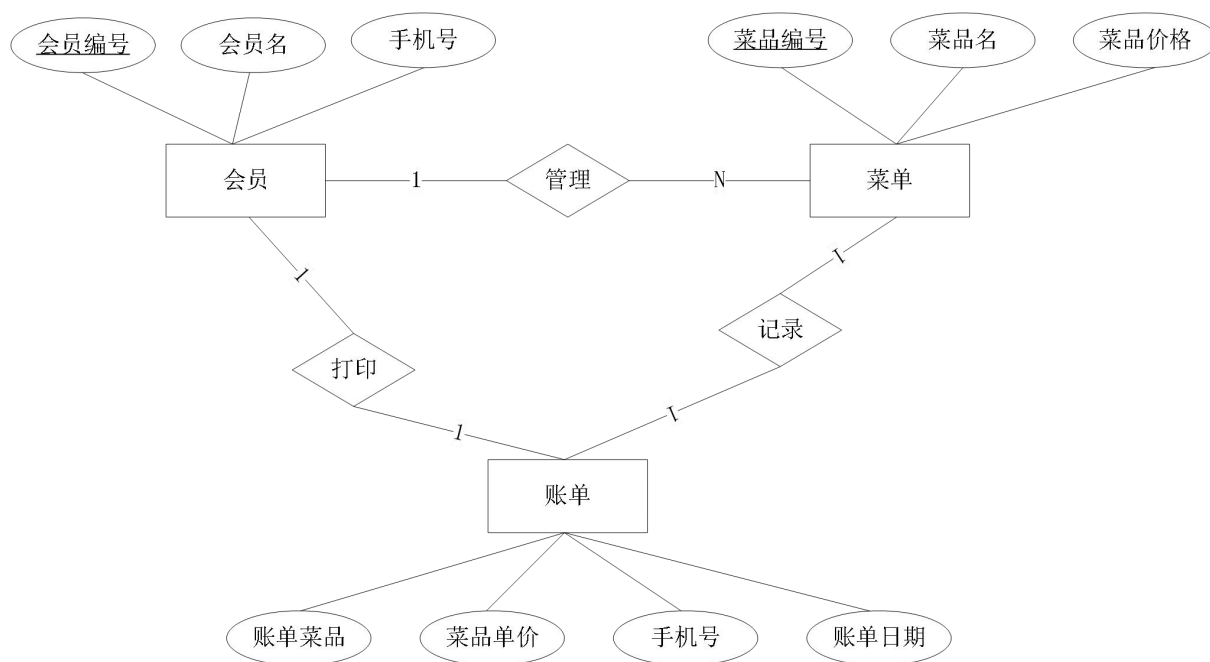 会员编号
会员名
手机号
菜品编号
菜品名
菜品价格
会员
1
管理
N
菜单
1
1
打印
记录
1
1
账单
账单菜品
菜品单价
手机号
账单日期